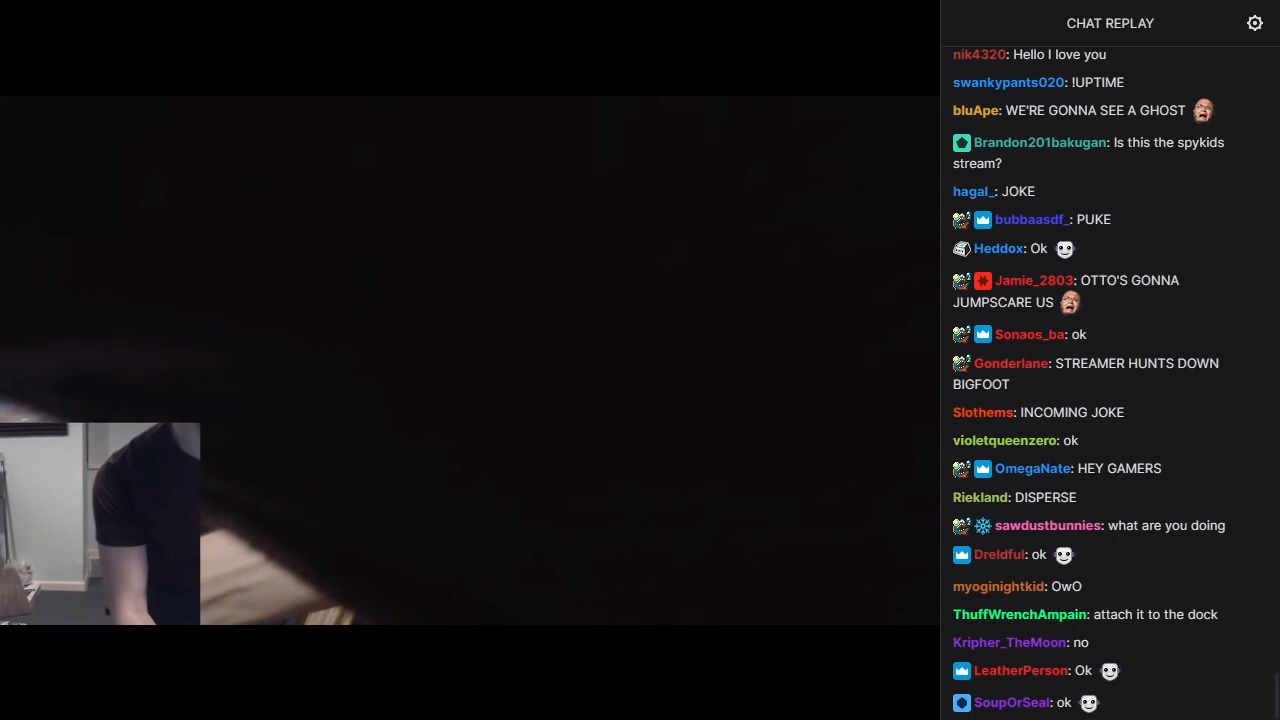 CHAT REPLAY
nik4320: Hello I love you
swankypants020: !UPTIME
bluApe: WE'RE GONNA SEE A GHOST
Brandon201bakugan: Is this the spykids
stream?
hagal_: JOKE
bubbaasdf_: PUKE
Heddox: Ok
Jamie_2803: OTTO'S GONNA
JUMPSCARE US
Sonaos_ba: ok
Gonderlane: STREAMER HUNTS DOWN
BIGFOOT
Slothems: INCOMING JOKE
violetqueenzero: ok
OmegaNate: HEY GAMERS
Riekland: DISPERSE
sawdustbunnies: what are you doing
Dreldful: ok
myoginightkid: OwO
ThuffWrenchAmpain: attach it to the dock
Kripher_TheMoon: no
LeatherPerson: Ok
SoupOrSeal: ok